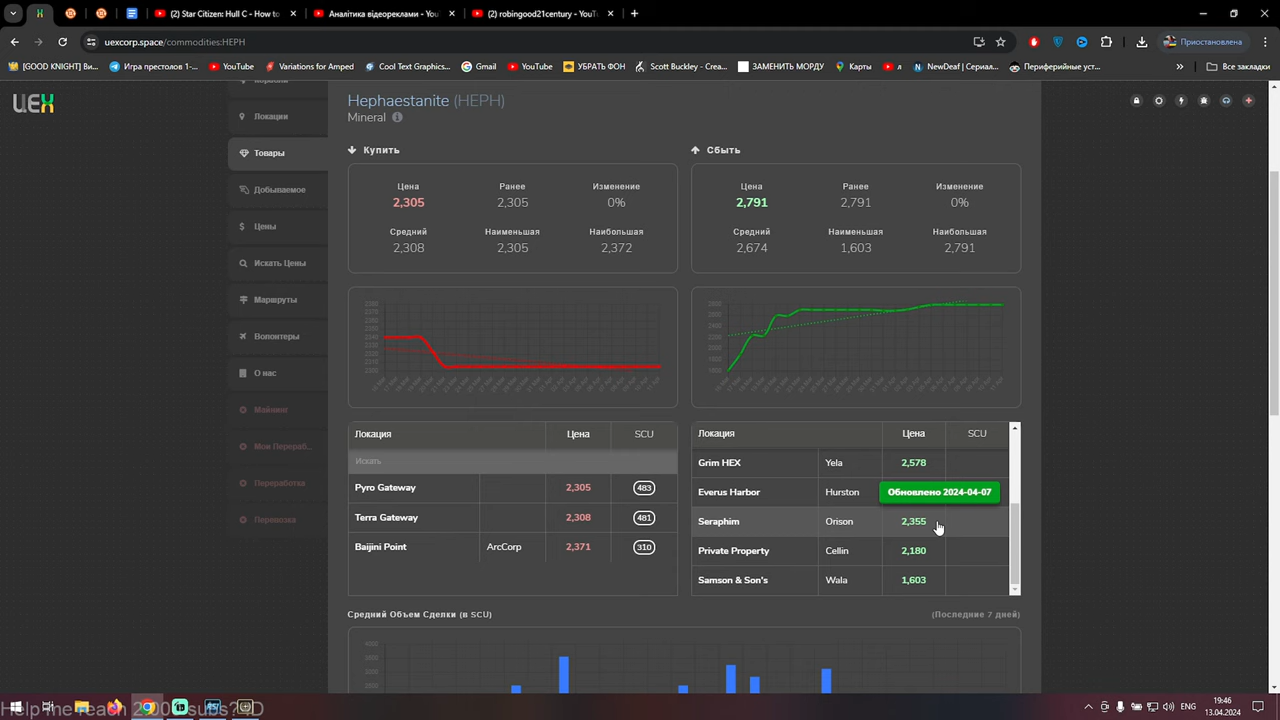 (2) Star Citizen: Hull C - How to
Аналітика відеоролеки - You
(2) robingood21century - YouT
uexcorp.space/commodities:HEPH
Приостановлена
[GOOD KNIGHT] Ви...
Игра престолов 1-...
Variations for Amped
Cool Text Graphics...
Gmail
YouTube
УБРАТЬ ФОН
Scott Buckley - Crea...
ЗАМЕНИТЬ МОРДУ
Карты
YouTube
л
NewDeaf | Сериал...
Периферийные уст...
Все закладки
UEX
Локации
Товары
Добываемое
Цены
Искать Цены
Маршруты
Волонтеры
О нас
Майнинг
Мои Перераб...
Переработка
Перевозка
Hephaestanite (HEPH)
Mineral
Купить
Цена Ранее Изменение
2,305 2,305 0%
Средний Наименьшая Наибольшая
2,308 2,305 2,372
Сбыть
Цена Ранее Изменение
2,791 2,791 0%
Средний Наименьшая Наибольшая
2,674 1,603 2,791
Локация Цена SCU
Искать
Pyro Gateway 2,305 483
Terra Gateway 2,308 481
Baijini Point ArcCorp 2,371 310
Локация Цена SCU
Grim HEX Yela 2,578
Everus Harbor Hurston Обновлено 2024-04-07
Seraphim Orison 2,355
Private Property Cellin 2,180
Samson & Son's Wala 1,603
Средний Объем Сделки (в SCU) (Последние 7 дней)
Help me reach 2
subs? :D
19:46
13.04.2024